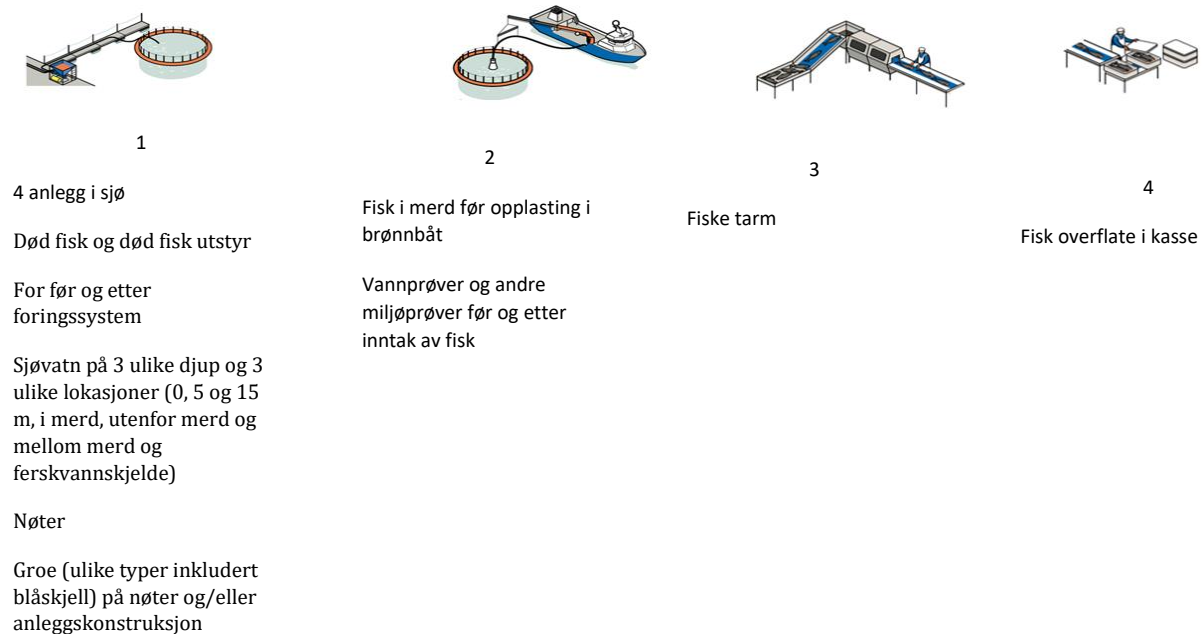 1
4 anlegg i sjø
Død fisk og død fisk utstyr
For før og etter
foringssystem
Sjøvatn på 3 ulike djup og 3
ulike lokasjoner (0, 5 og 15
m, i merd, utenfor merd og
mellom merd og
ferskvannskjelde)
Nøter
Groe (ulike typer inkludert
blåskjell) på nøter og/eller
anleggskonstruksjon
2
Fisk i merd før opplasting i
brønnbåt
Vannprøver og andre
miljøprøver før og etter
inntak av fisk
3
Fiske tarm
4
Fisk overflate i kasse